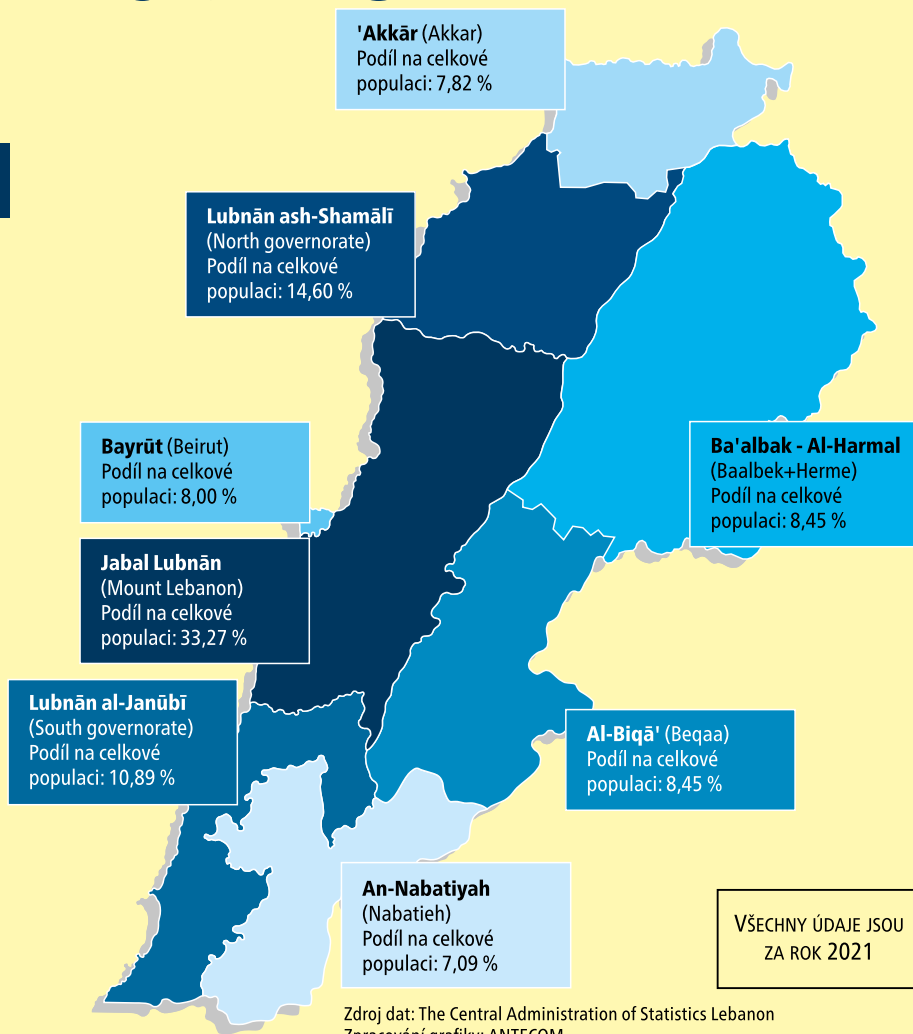 'Akkār (Akkar)
Podíl na celkové
populaci: 7,82 %
Lubnān ash-Shamālī
(North governorate)
Podíl na celkové
populaci: 14,60 %
Bayrūt (Beirut)
Podíl na celkové
populaci: 8,00 %
Ba'albak - Al-Harmal
(Baalbek+Herme)
Podíl na celkové
populaci: 8,45 %
Jabal Lubnān
(Mount Lebanon)
Podíl na celkové
populaci: 33,27 %
Lubnān al-Janūbī
(South governorate)
Podíl na celkové
populaci: 10,89 %
Al-Biqā' (Beqaa)
Podíl na celkové
populaci: 8,45 %
An-Nabatiyah
(Nabatieh)
Podíl na celkové
populaci: 7,09 %
VŠECHNY ÚDAJE JSOU
ZA ROK 2021
Zdroj dat: The Central Administration of Statistics Lebanon
Zpracování grafiky: ANTECOM